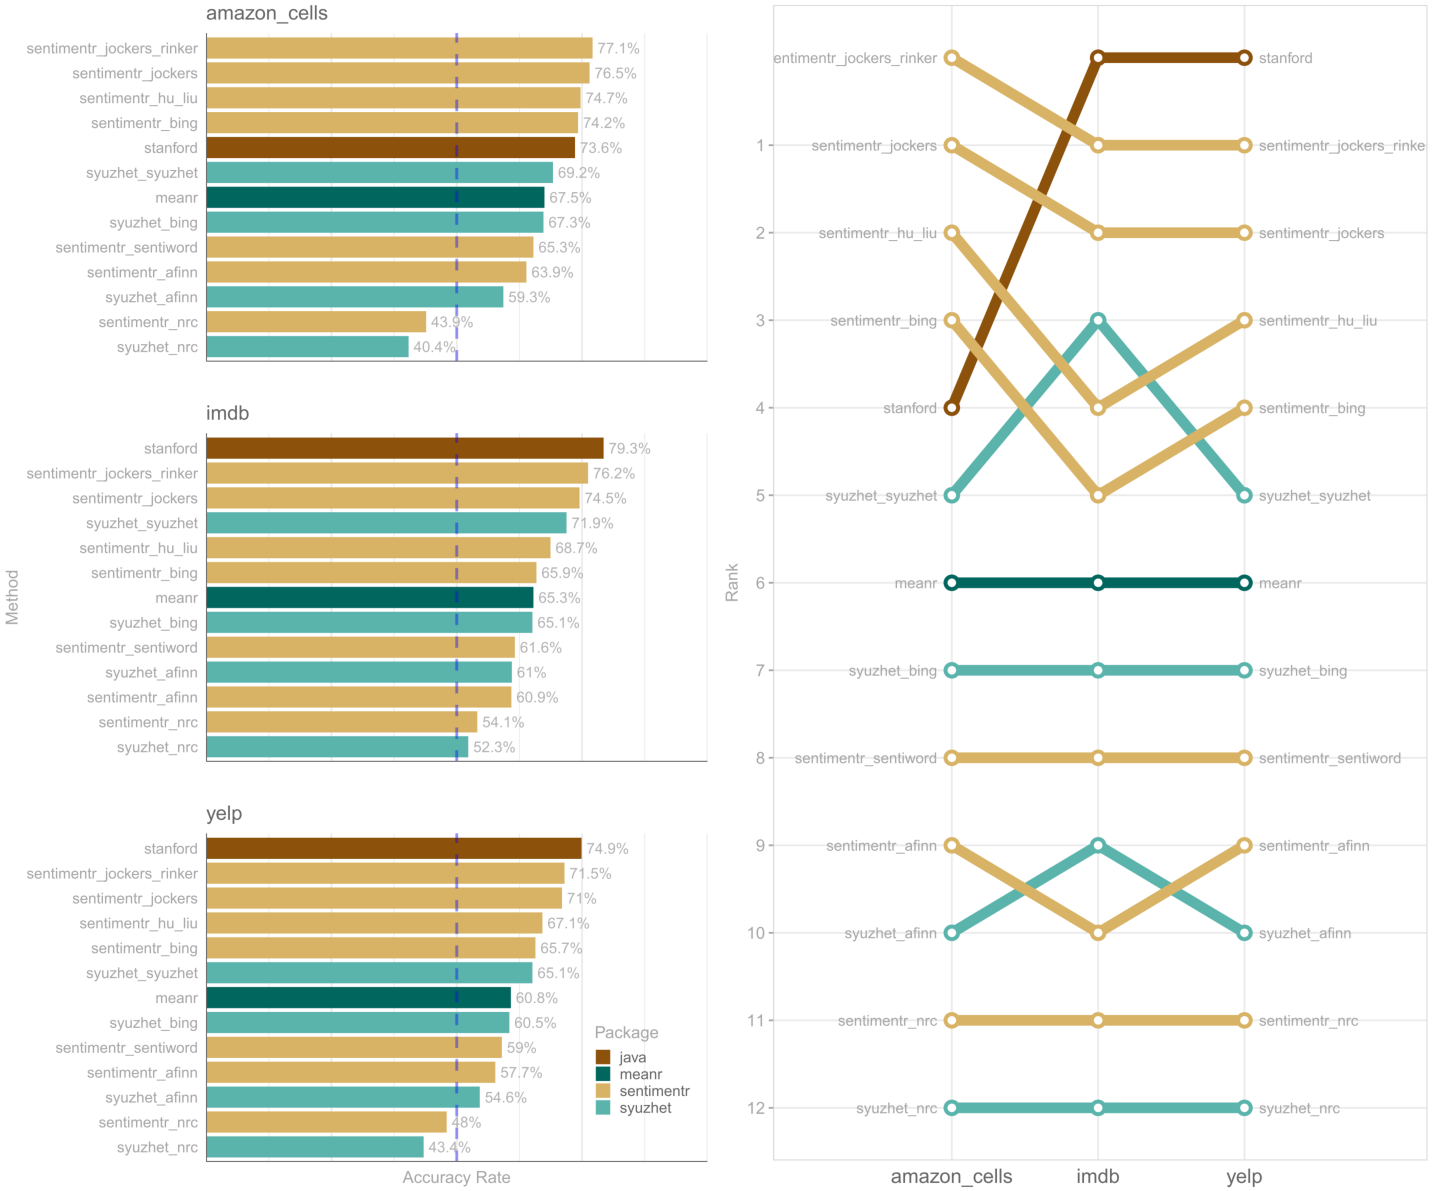 amazon_cells
sentimentr_jockers_rinker 77.1%
sentimentr_jockers 76.5%
sentimentr_hu_liu 74.7%
sentimentr_bing 74.2%
stanford 73.6%
syuzhet_syuzhet 69.2%
meanr 67.5%
syuzhet_bing 67.3%
sentimentr_sentiword 65.3%
sentimentr_afinn 63.9%
syuzhet_afinn 59.3%
sentimentr_nrc 43.9%
syuzhet_nrc 40.4%
imdb
stanford 79.3%
sentimentr_jockers_rinker 76.2%
sentimentr_jockers 74.5%
syuzhet_syuzhet 71.9%
sentimentr_hu_liu 68.7%
sentimentr_bing 65.9%
meanr 65.3%
syuzhet_bing 65.1%
sentimentr_sentiword 61.6%
syuzhet_afinn 61%
sentimentr_afinn 60.9%
sentimentr_nrc 54.1%
syuzhet_nrc 52.3%
Method
yelp
stanford 74.9%
sentimentr_jockers_rinker 71.5%
sentimentr_jockers 71%
sentimentr_hu_liu 67.1%
sentimentr_bing 65.7%
syuzhet_syuzhet 65.1%
meanr 60.8%
syuzhet_bing 60.5%
sentimentr_sentiword 59%
sentimentr_afinn 57.7%
syuzhet_afinn 54.6%
sentimentr_nrc 48%
syuzhet_nrc 43.4%
Accuracy Rate
Package
java
meanr
sentimentr
syuzhet
Rank
entimentr_jockers_rinker stanford
1 sentimentr_jockers sentimentr_jockers_rinke
2 sentimentr_hu_liu sentimentr_jockers
3 sentimentr_bing sentimentr_hu_liu
4 stanford sentimentr_bing
5 syuzhet_syuzhet syuzhet_syuzhet
6 meanr meanr
7 syuzhet_bing syuzhet_bing
8 sentimentr_sentiword sentimentr_sentiword
9 sentimentr_afinn sentimentr_afinn
10 syuzhet_afinn syuzhet_afinn
11 sentimentr_nrc sentimentr_nrc
12 syuzhet_nrc syuzhet_nrc
amazon_cells imdb yelp